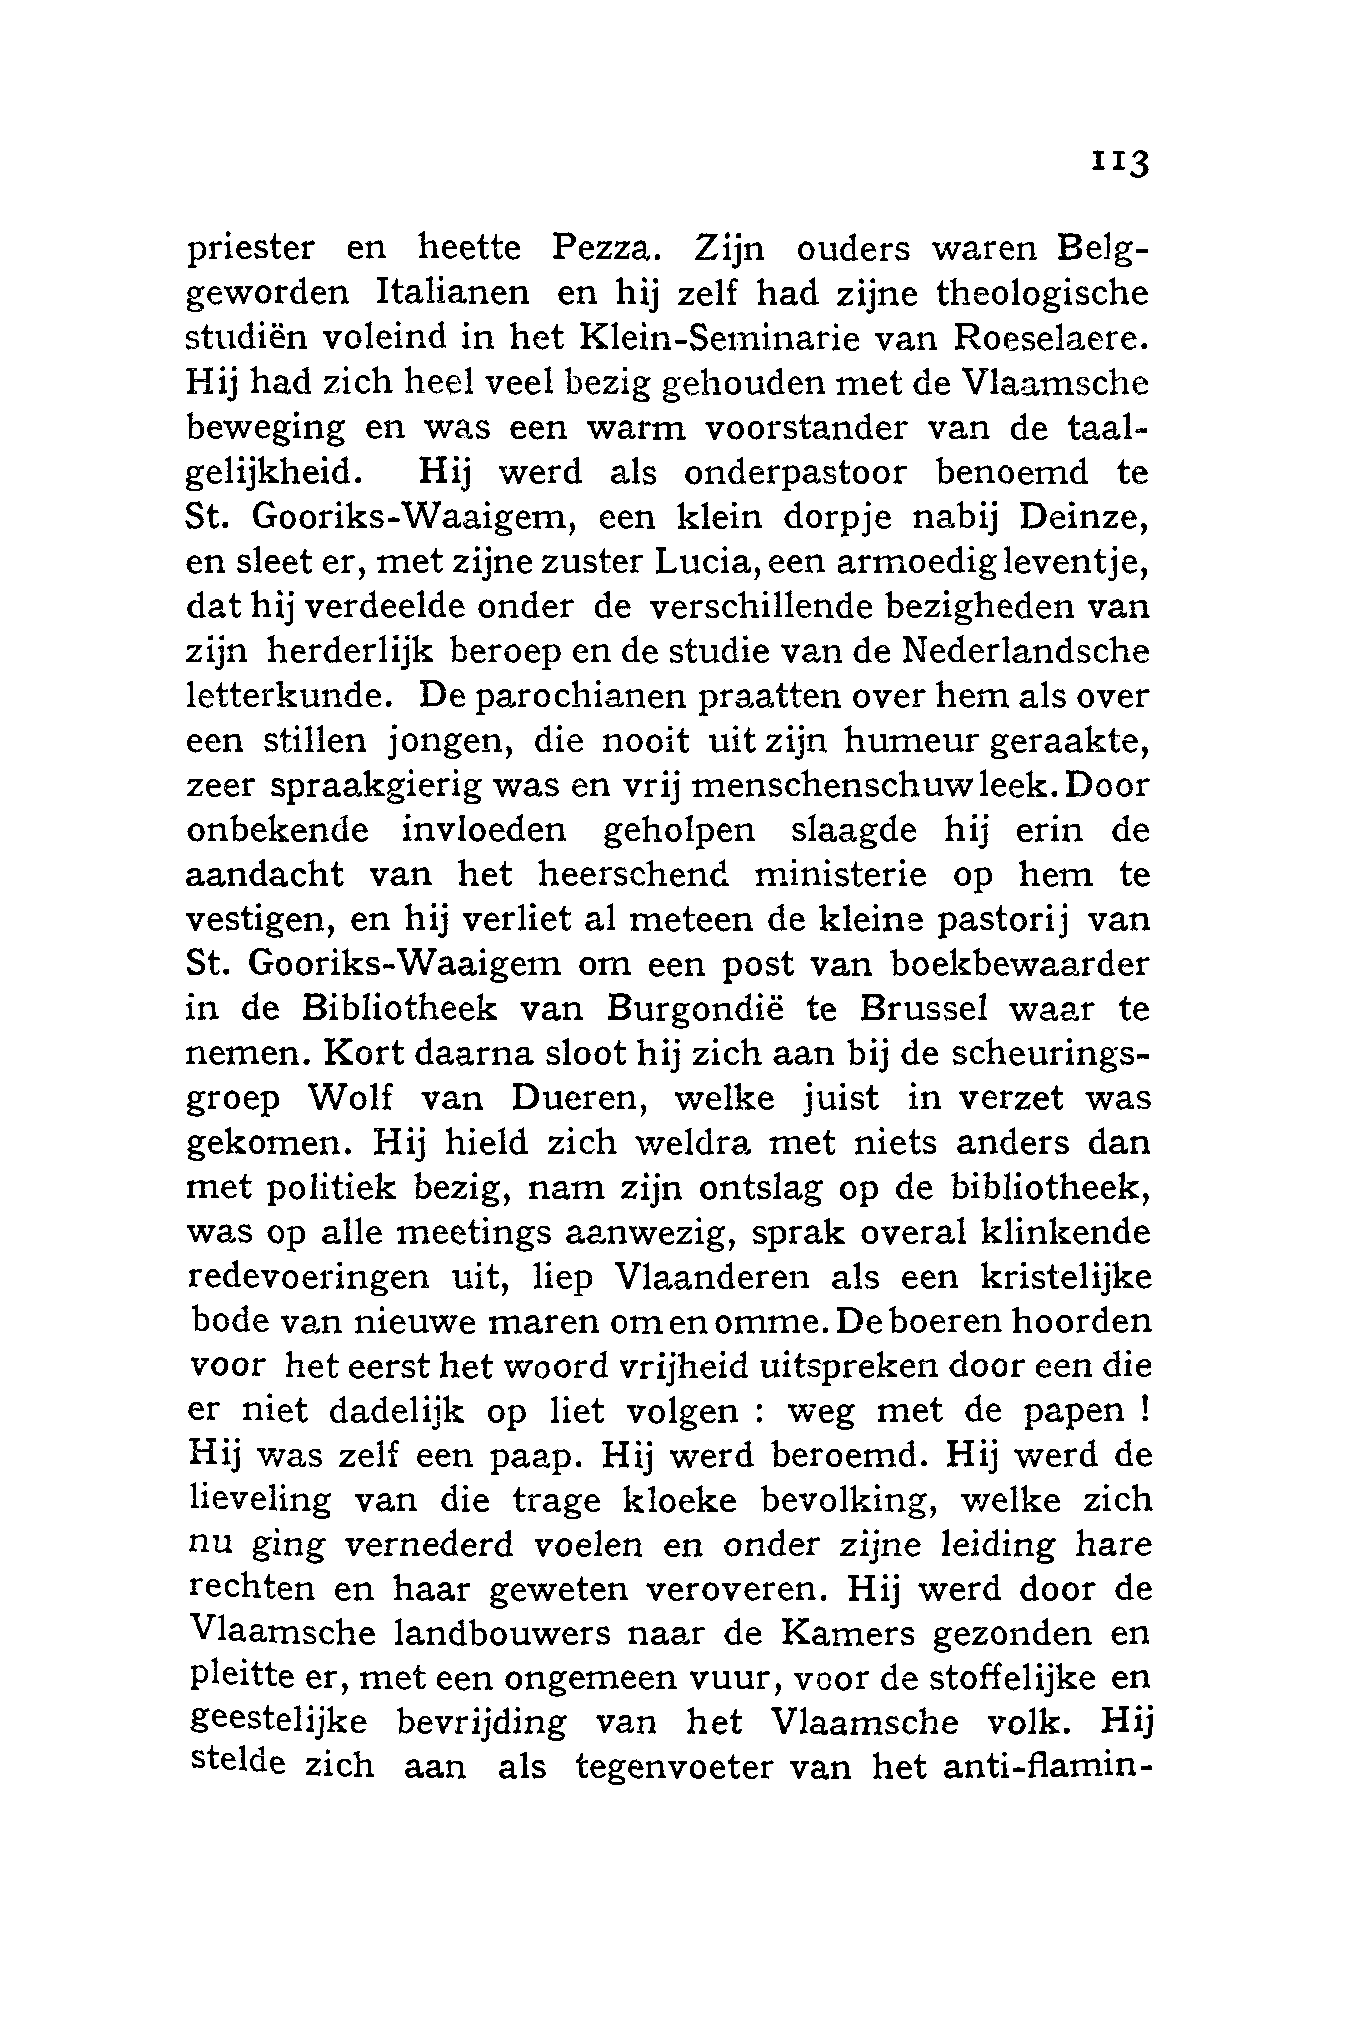 113
priester en heette Pezza. Zijn ouders waren Belg-
geworden Italianen en hij zelf had zijne theologische
studiën voleind in het Klein-Seminarie van Roeselaere.
Hij had zich heel veel bezig gehouden met de Vlaamsche
beweging en was een warm voorstander van de taal-
gelijkheid. Hij werd als onderpastoor benoemd te
St. Gooriks-Waaigem, een klein dorpje nabij Deinze,
en sleet er, met zijne zuster Lucia, een armoedig leventje,
dat hij verdeelde onder de verschillende bezigheden van
zijn herderlijk beroep en de studie van de Nederlandsche
letterkunde. De parochianen praatten over hem als over
een stillen jongen, die nooit uit zijn humeur geraakte,
zeer spraakgierig was en vrij menschenschuw leek. Door
onbekende invloeden geholpen slaagde hij erin de
aandacht van het heerschend ministerie op hem te
vestigen, en hij verliet al meteen de kleine pastorij van
St. Gooriks-Waaigem om een post van boekbewaarder
in de Bibliotheek van Burgondië te Brussel waar te
nemen. Kort daarna sloot hij zich aan bij de scheurings-
groep Wolf van Dueren, welke juist in verzet was
gekomen. Hij hield zich weldra met niets anders dan
met politiek bezig, nam zijn ontslag op de bibliotheek,
was op alle meetings aanwezig, sprak overal klinkende
redevoeringen uit, liep Vlaanderen als een kristelijke
bode van nieuwe maren om en omme. De boeren hoorden
voor het eerst het woord vrijheid uitspreken door een die
er niet dadelijk op liet volgen : weg met de papen !
Hij was zelf een paap. Hij werd beroemd. Hij werd de
lieveling van die trage kloeke bevolking, welke zich
nu ging vernederd voelen en onder zijne leiding hare
rechten en haar geweten veroveren. Hij werd door de
Vlaamsche landbouwers naar de Kamers gezonden en
pleitte er, met een ongemeen vuur, voor de stoffelijke en
geestelijke bevrijding van het Vlaamsche volk. Hij
stelde zich aan als tegenvoeter van het anti-flamin-